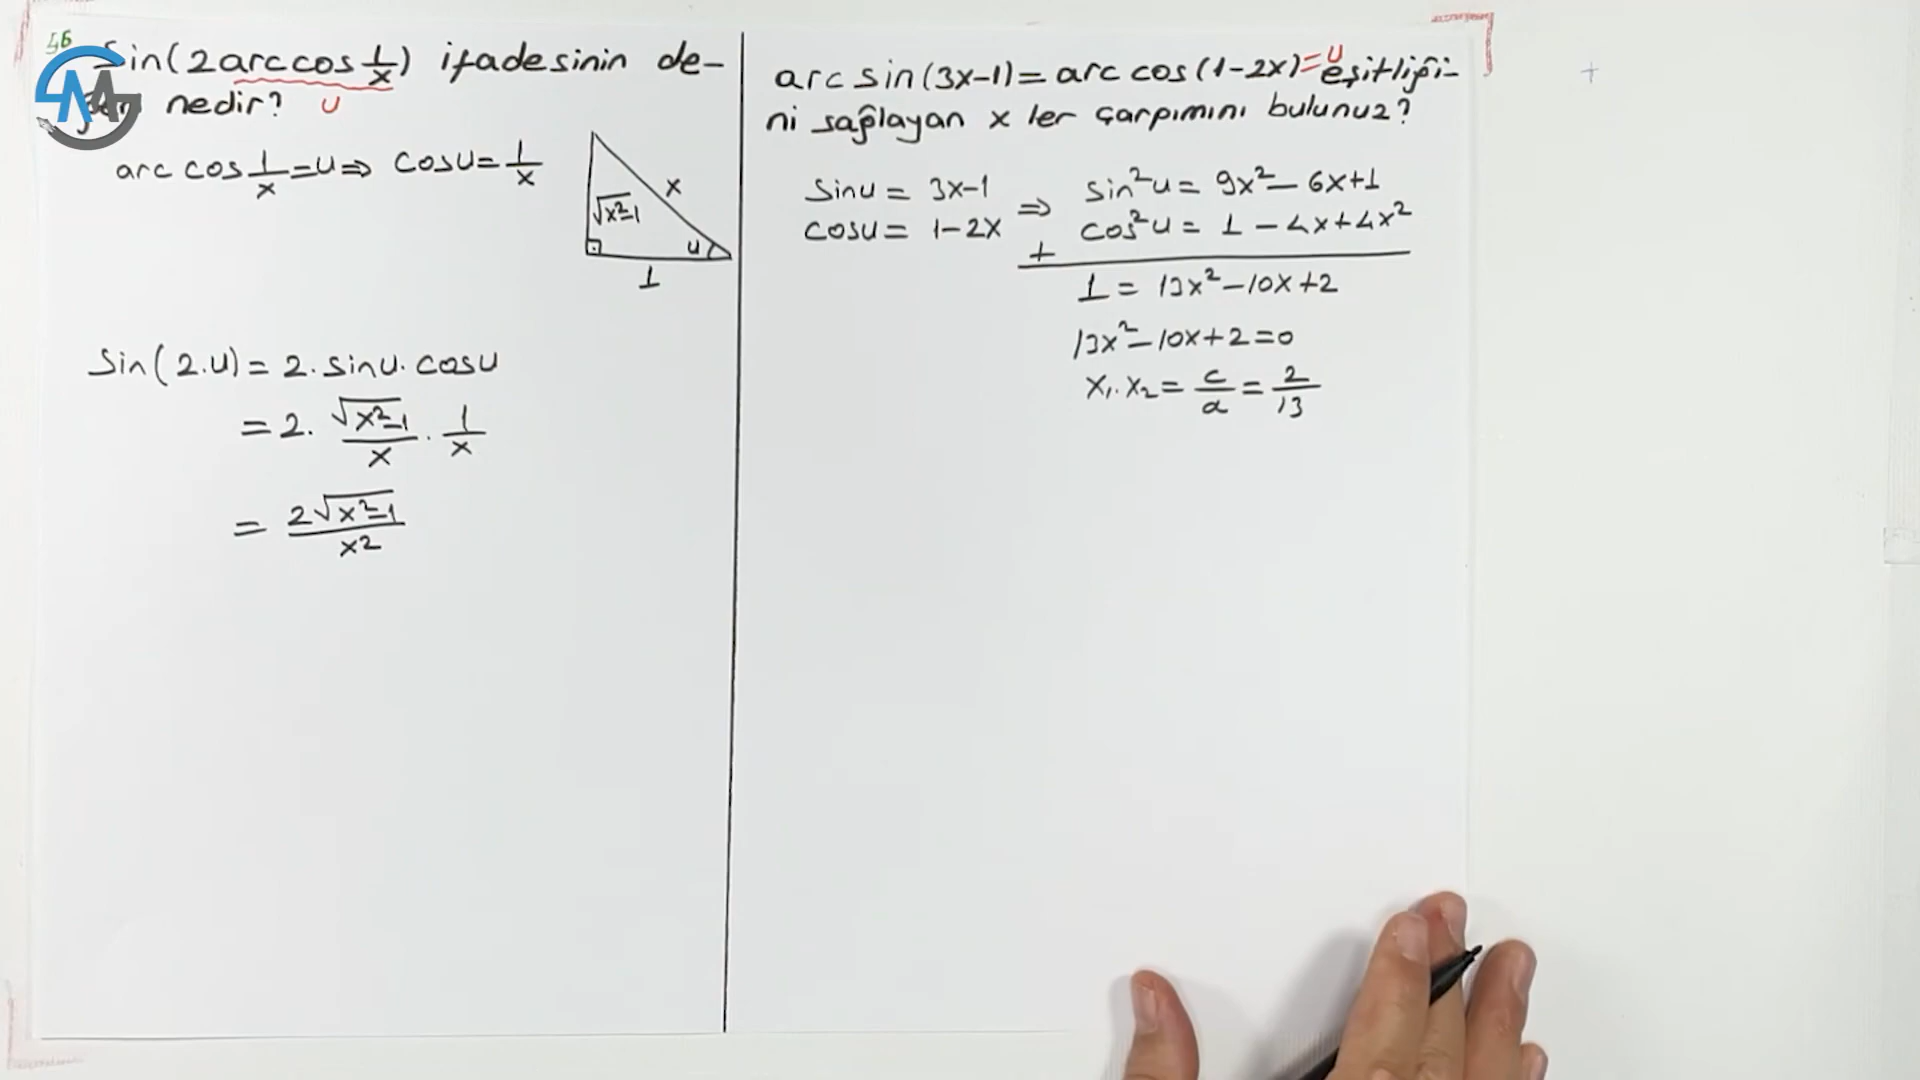 56
Sin(2arccos 1/x) ifadesinin de-
nedir? u
arc cos 1/x = u ⇒ cosu = 1/x
x
√x²-1
u
1
Sin(2.u) = 2. sinu. cosu
= 2. √x²-1/x . 1/x
= 2√x²-1/x²
arc sin(3x-1) = arc cos(1-2x) = u eşitliği-
ni sağlayan x ler çarpımını bulunuz?
Sinu = 3x-1 ⇒ sin²u = 9x²-6x+1
cosu = 1-2x cos²u = 1-4x+4x²
+
1 = 13x²-10x+2
13x²-10x+2=0
x₁.x₂ = c/a = 2/13